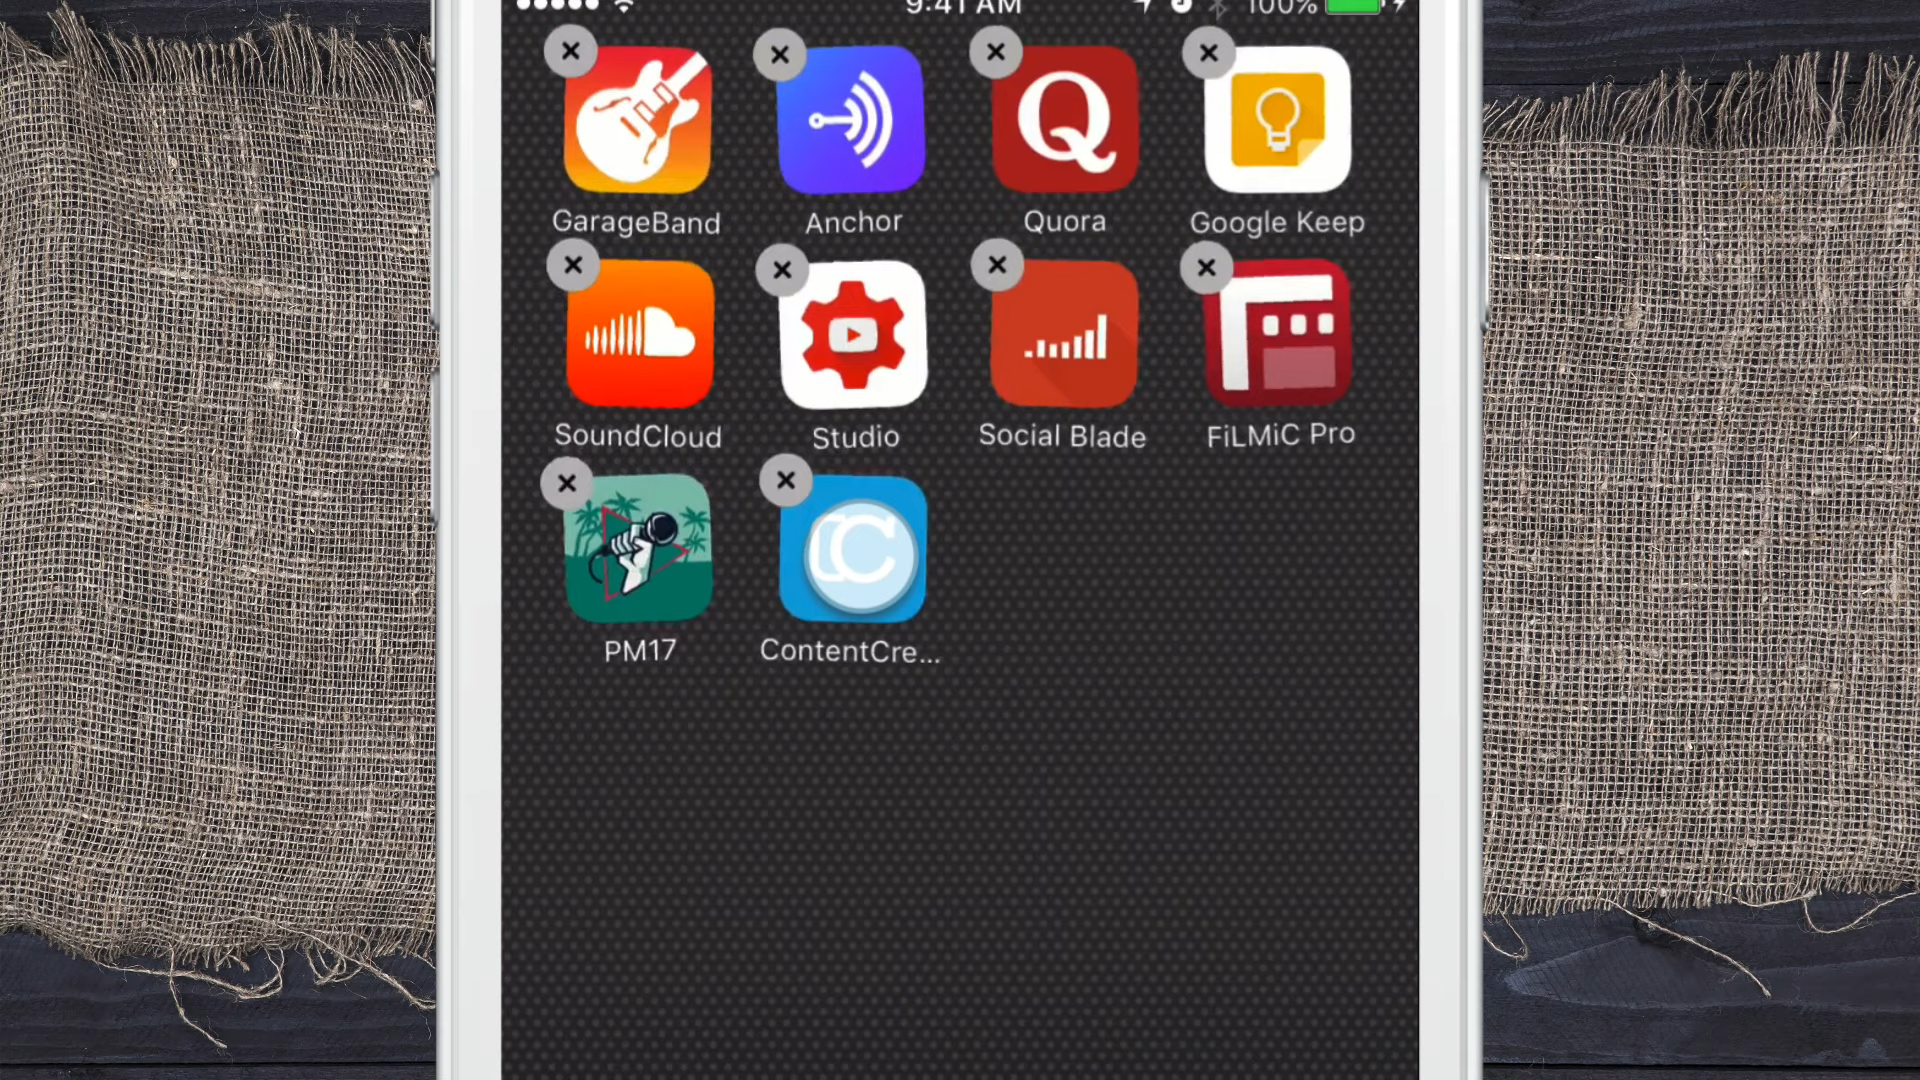 9:41 AM 100%
GarageBand Anchor Quora Google Keep
SoundCloud Studio Social Blade FiLMiC Pro
PM17 ContentCre...